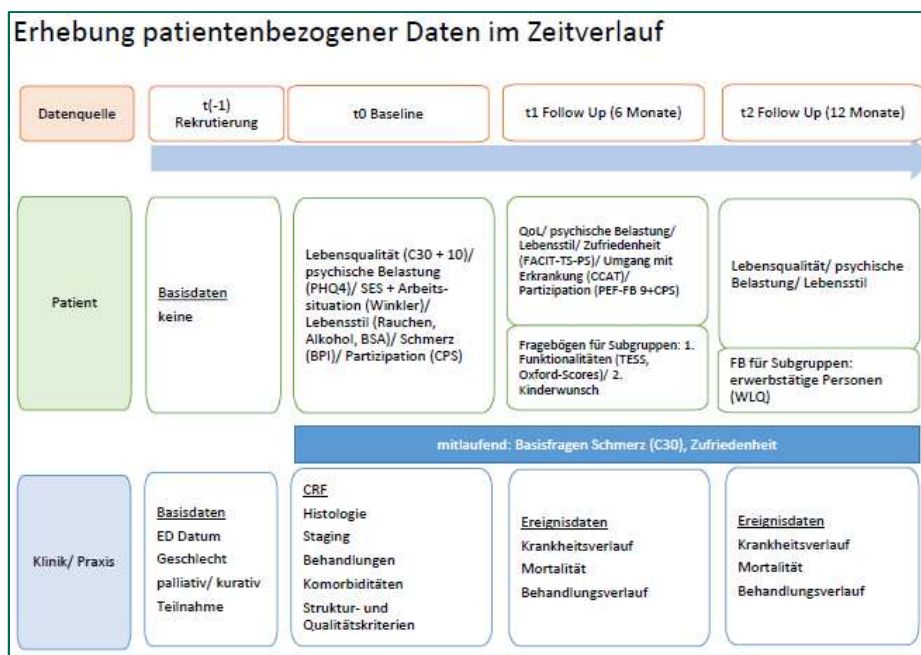 Erhebung patientenbezogener Daten im Zeitverlauf
Datenquelle
t(-1)
Rekrutierung
t0 Baseline
t1 Follow Up (6 Monate)
t2 Follow Up (12 Monate)
Patient
Basisdaten
keine
Lebensqualität (C30 + 10)/
psychische Belastung
(PHQ4)/ SES + Arbeits-
situation (Winkler)/
Lebensstil (Rauchen,
Alkohol, BSA)/ Schmerz
(BPI)/ Partizipation (CPS)
QoL/ psychische Belastung/
Lebensstil/ Zufriedenheit
(FACIT-TS-PS)/ Umgang mit
Erkrankung (CCAT)/
Partizipation (PEF-FB 9+CPS)
Fragebögen für Subgruppen: 1.
Funktionalitäten (TESS,
Oxford-Scores)/ 2.
Kinderwunsch
Lebensqualität/ psychische
Belastung/ Lebensstil
FB für Subgruppen:
erwerbstätige Personen
(WLQ)
mitlaufend: Basisfragen Schmerz (C30), Zufriedenheit
Klinik/ Praxis
Basisdaten
ED Datum
Geschlecht
palliativ/ kurativ
Teilnahme
CRF
Histologie
Staging
Behandlungen
Komorbiditäten
Struktur- und
Qualitätskriterien
Ereignisdaten
Krankheitsverlauf
Mortalität
Behandlungsverlauf
Ereignisdaten
Krankheitsverlauf
Mortalität
Behandlungsverlauf